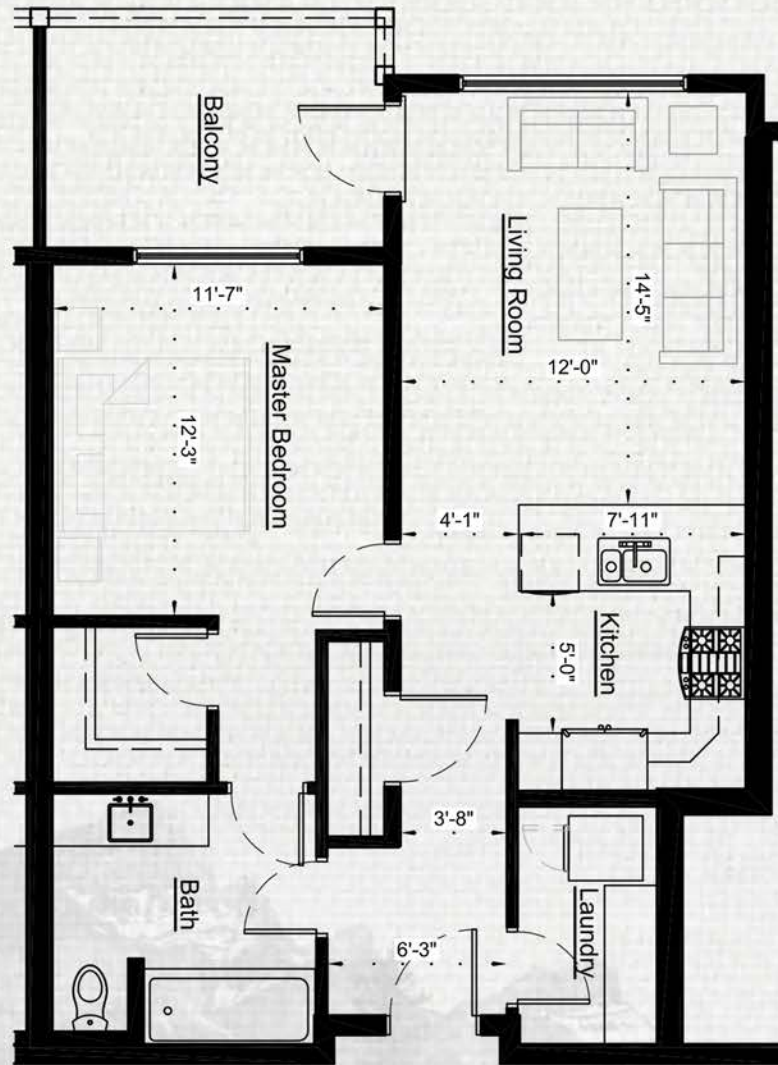 Balcony
Living Room
14'-5"
11'-7"
12'-0"
Master Bedroom
12'-3"
4'-1"
7'-11"
Kitchen
5'-0"
3'-8"
Bath
Laundry
6'-3"